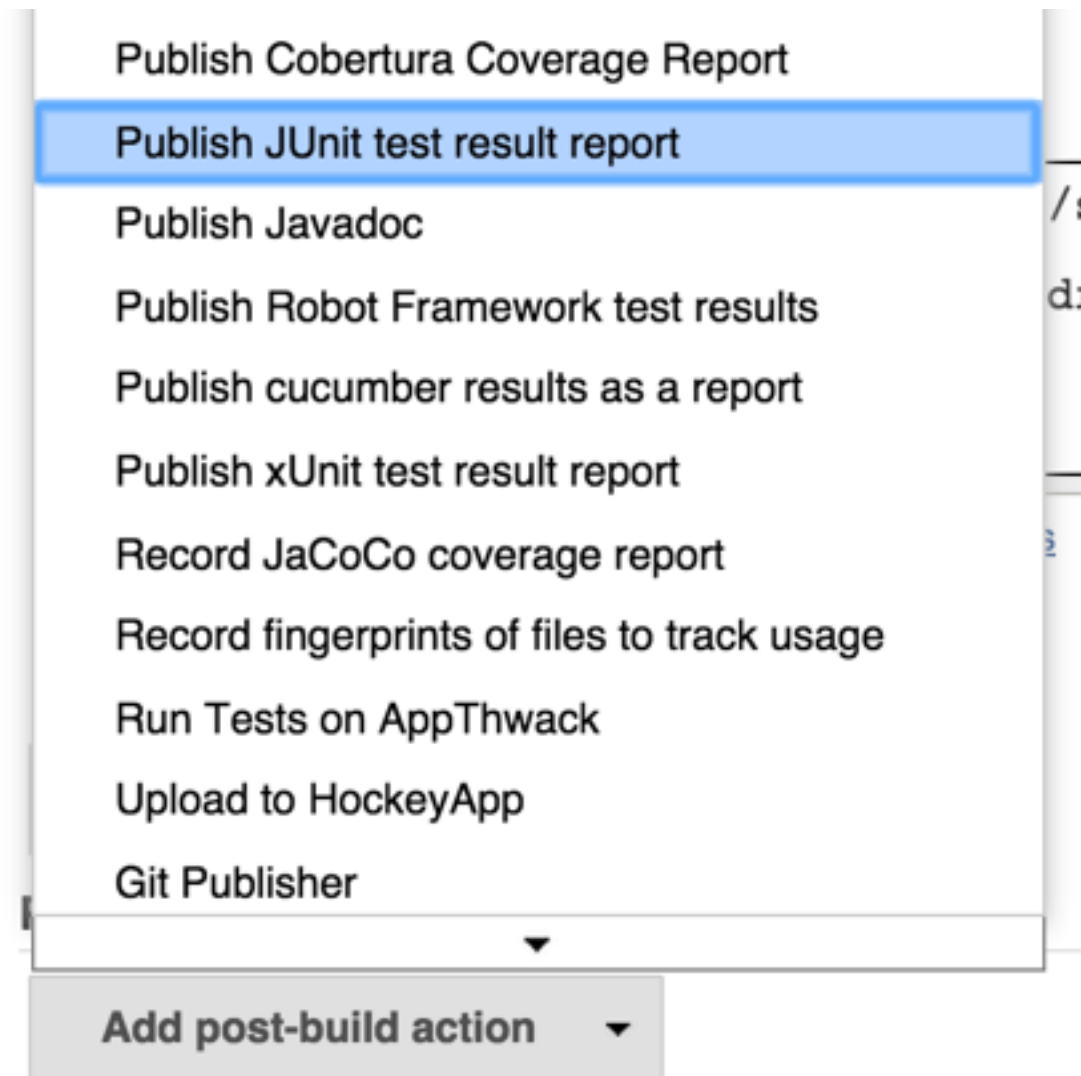 Publish Cobertura Coverage Report
Publish JUnit test result report
Publish Javadoc
Publish Robot Framework test results
Publish cucumber results as a report
Publish xUnit test result report
Record JaCoCo coverage report
Record fingerprints of files to track usage
Run Tests on AppThwack
Upload to HockeyApp
Git Publisher
Add post-build action